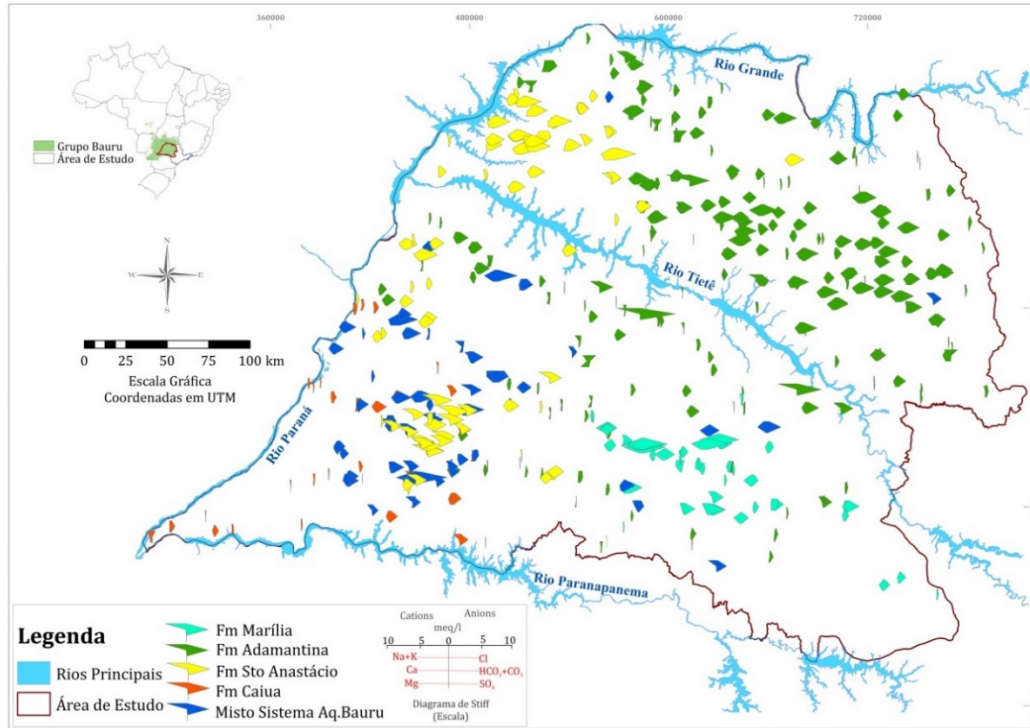 360000
480000
600000
720000
Rio Grande
Grupo Bauru
Área de Estudo
N
W
E
S
Rio Tietê
0
25
50
75
100 km
Escala Gráfica
Coordenadas em UTM
Rio Paraná
Rio Paranapanema
Legenda
Rios Principais
Área de Estudo
Fm Marília
Fm Adamantina
Fm Sto Anastácio
Fm Caiua
Misto Sistema Aq.Bauru
Cations
Anions
meq/l
10
5
0
5
10
Na+K
Cl
Ca
HCO3+CO3
Mg
SO4
Diagrama de Stiff
(Escala)